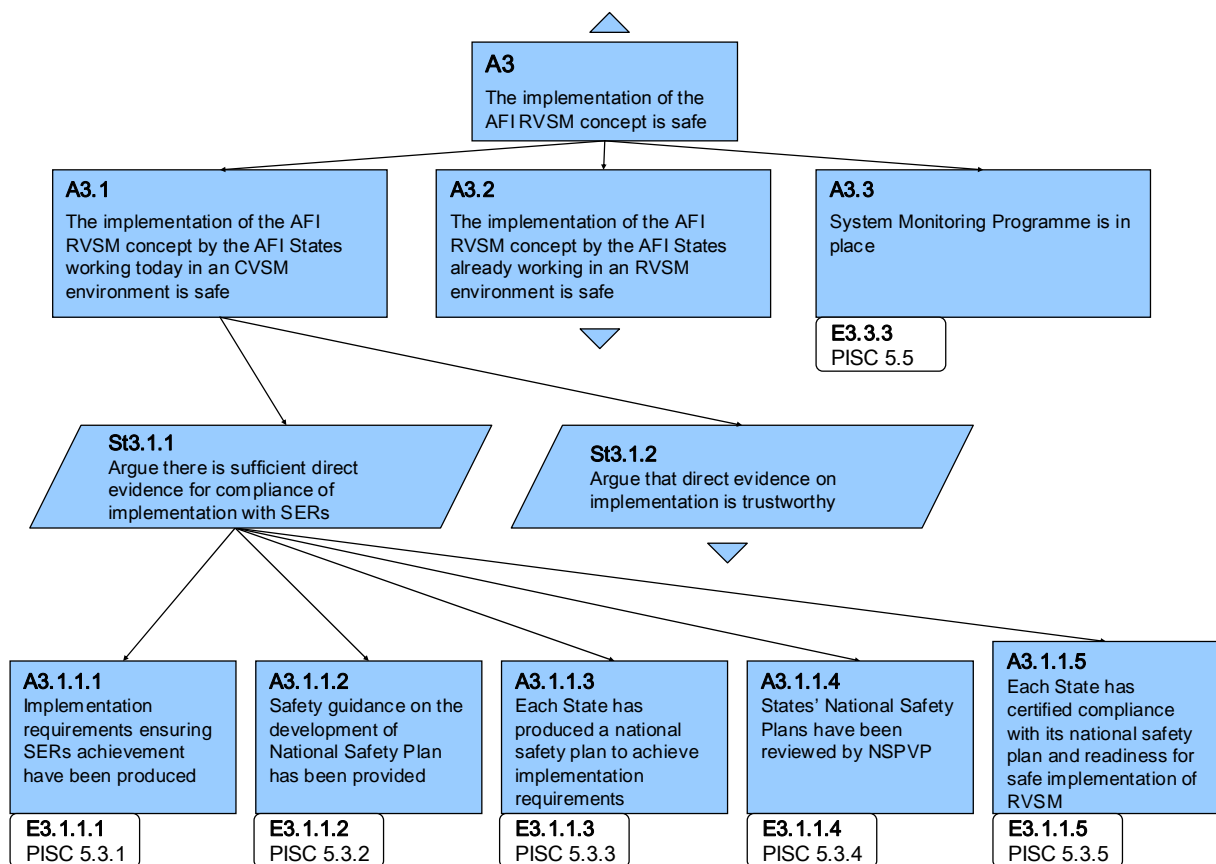 A3
The implementation of the
AFI RVSM concept is safe
A3.1
The implementation of the AFI
RVSM concept by the AFI States
working today in an CVSM
environment is safe
A3.2
The implementation of the AFI
RVSM concept by the AFI States
already working in an RVSM
environment is safe
A3.3
System Monitoring Programme is in
place
E3.3.3
PISC 5.5
St3.1.1
Argue there is sufficient direct
evidence for compliance of
implementation with SERs
St3.1.2
Argue that direct evidence on
implementation is trustworthy
A3.1.1.1
Implementation
requirements ensuring
SERs achievement
have been produced
E3.1.1.1
PISC 5.3.1
A3.1.1.2
Safety guidance on the
development of
National Safety Plan
has been provided
E3.1.1.2
PISC 5.3.2
A3.1.1.3
Each State has
produced a national
safety plan to achieve
implementation
requirements
E3.1.1.3
PISC 5.3.3
A3.1.1.4
States' National Safety
Plans have been
reviewed by NSPVP
E3.1.1.4
PISC 5.3.4
A3.1.1.5
Each State has
certified compliance
with its national safety
plan and readiness for
safe implementation of
RVSM
E3.1.1.5
PISC 5.3.5